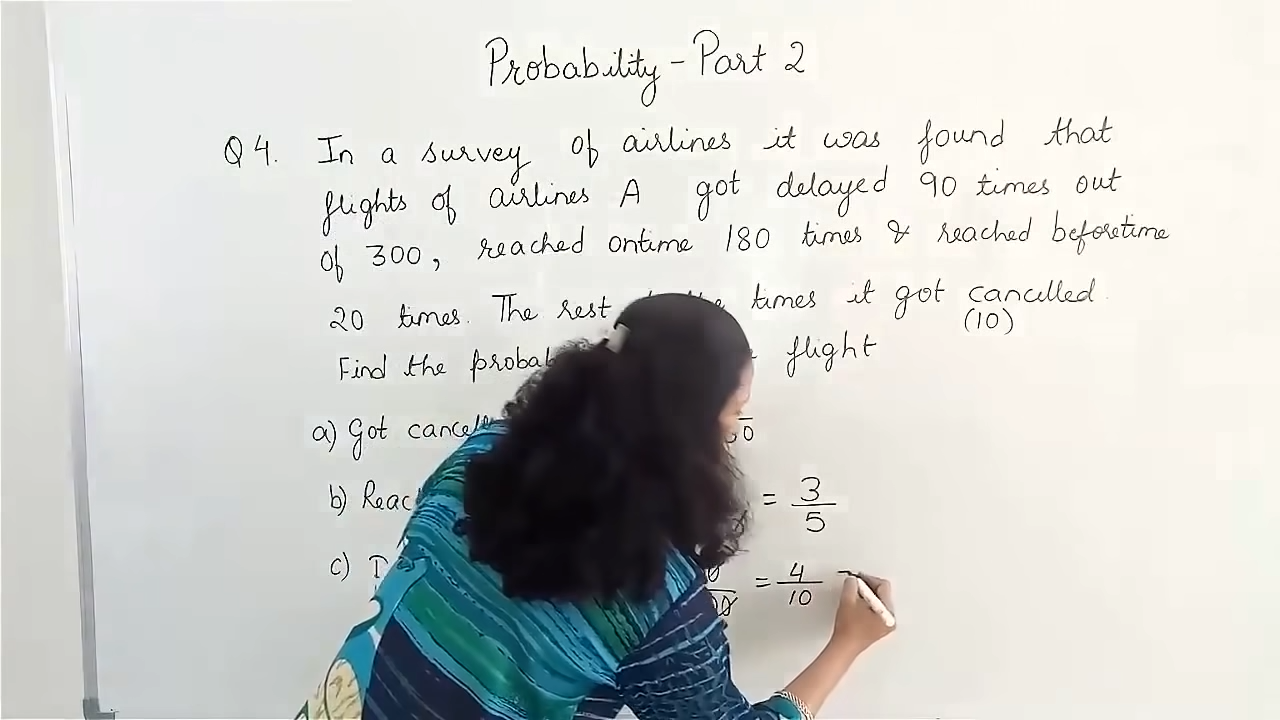 Probability - Part 2
Q 4. In a survey of airlines it was found that
flights of airlines A got delayed 90 times out
of 300, reached ontime 180 times & reached beforetime
20 times. The rest times it got cancelled.
(10)
Find the flight
a) Got
b) = 3/5
c) = 4/10